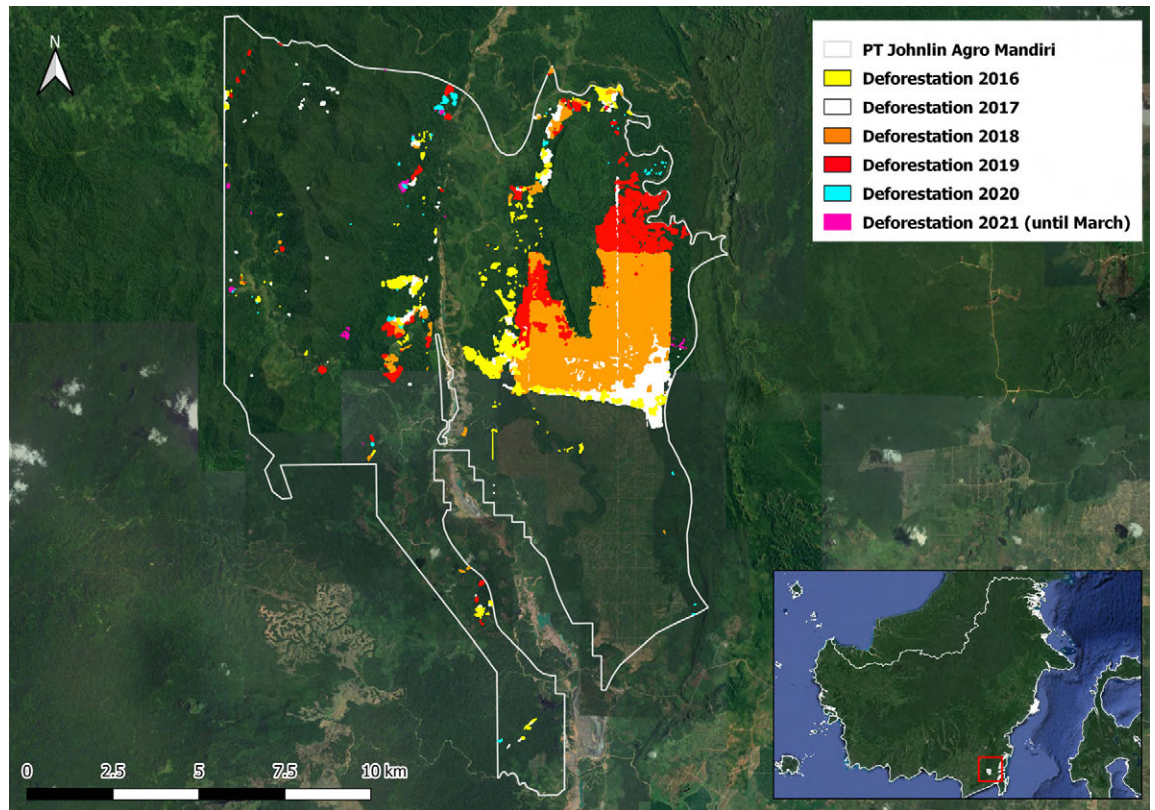 N
PT Johnlin Agro Mandiri
Deforestation 2016
Deforestation 2017
Deforestation 2018
Deforestation 2019
Deforestation 2020
Deforestation 2021 (until March)
0 2.5 5 7.5 10 km